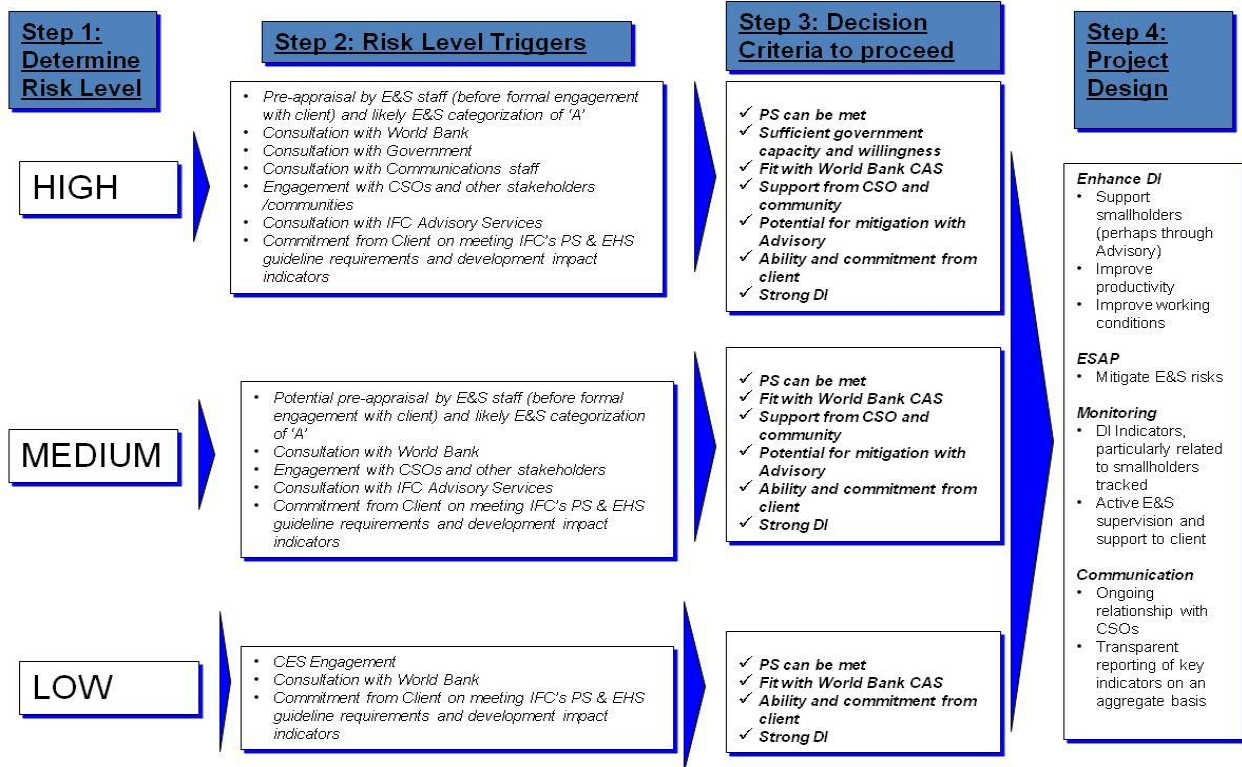 Step 1:
Determine
Risk Level
Step 2: Risk Level Triggers
Step 3: Decision
Criteria to proceed
Step 4:
Project
Design
HIGH
• Pre-appraisal by E&S staff (before formal engagement
with client) and likely E&S categorization of 'A'
• Consultation with World Bank
• Consultation with Government
• Consultation with Communications staff
• Engagement with CSOs and other stakeholders
/communities
• Consultation with IFC Advisory Services
• Commitment from Client on meeting IFC's PS & EHS
guideline requirements and development impact
indicators
✓ PS can be met
✓ Sufficient government
capacity and willingness
✓ Fit with World Bank CAS
✓ Support from CSO and
community
✓ Potential for mitigation with
Advisory
✓ Ability and commitment from
client
✓ Strong DI
MEDIUM
• Potential pre-appraisal by E&S staff (before formal
engagement with client) and likely E&S categorization
of 'A'
• Consultation with World Bank
• Engagement with CSOs and other stakeholders
• Consultation with IFC Advisory Services
• Commitment from Client on meeting IFC's PS & EHS
guideline requirements and development impact
indicators
✓ PS can be met
✓ Fit with World Bank CAS
✓ Support from CSO and
community
✓ Potential for mitigation with
Advisory
✓ Ability and commitment from
client
✓ Strong DI
LOW
• CES Engagement
• Consultation with World Bank
• Commitment from Client on meeting IFC's PS & EHS
guideline requirements and development impact
indicators
✓ PS can be met
✓ Fit with World Bank CAS
✓ Ability and commitment from
client
✓ Strong DI
Enhance DI
• Support
smallholders
(perhaps through
Advisory)
• Improve
productivity
• Improve working
conditions
ESAP
• Mitigate E&S risks
Monitoring
• DI Indicators,
particularly related
to smallholders
tracked
• Active E&S
supervision and
support to client
Communication
• Ongoing
relationship with
CSOs
• Transparent
reporting of key
indicators on an
aggregate basis